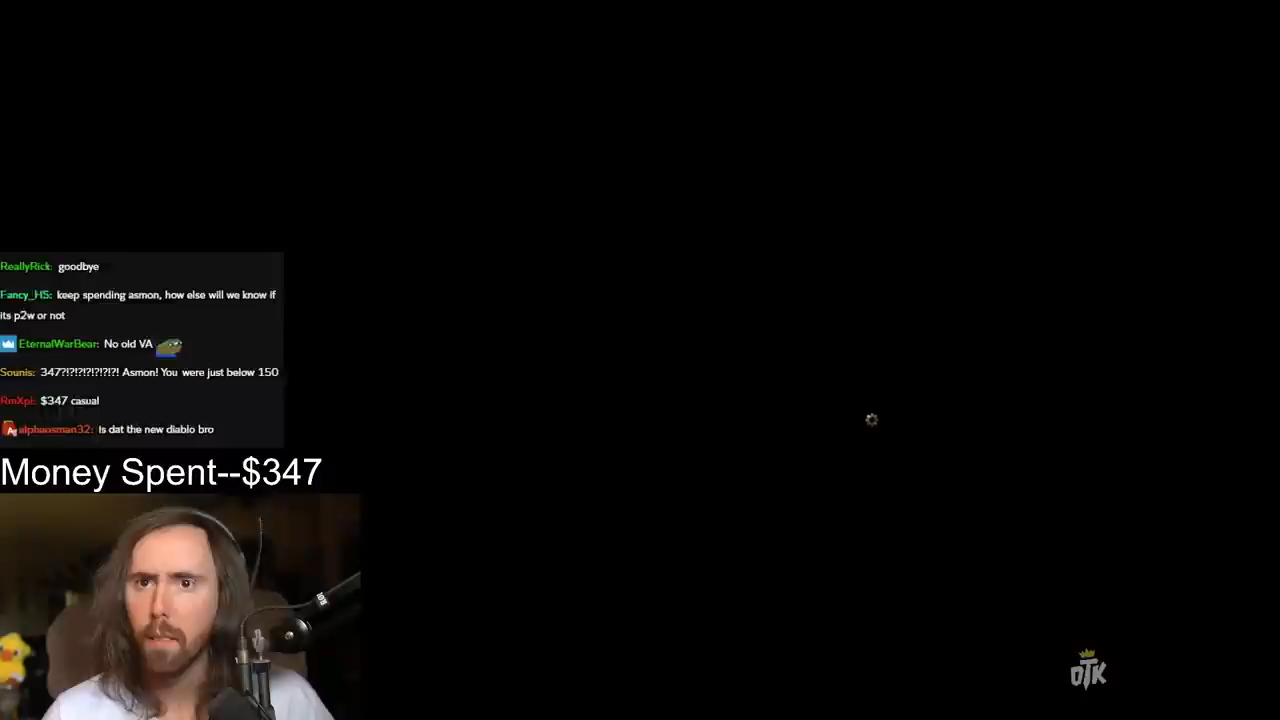 ReallyRick: goodbye
Fancy_HS: keep spending asmon, how else will we know if
its p2w or not
EternalWarBear: No old VA
Sounis: 347?!?!?!?!?!?! Asmon! You were just below 150
RmXpl: $347 casual
alphaosman32: Is dat the new diablo bro
Money Spent--$347
OTK